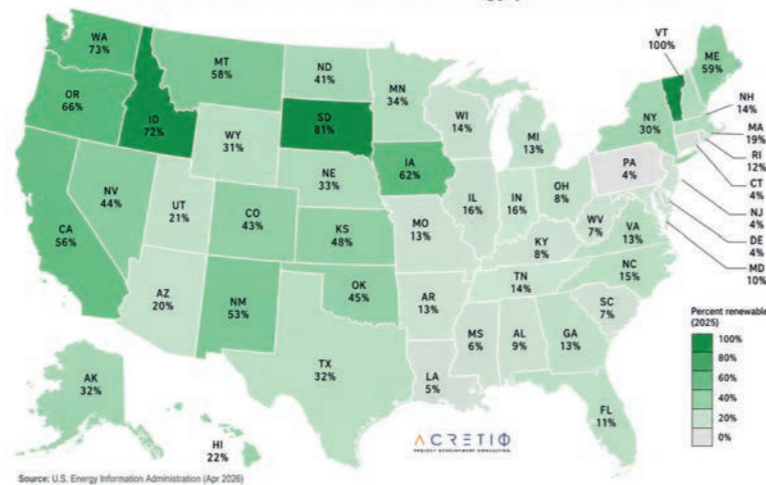 WA
73%
OR
66%
CA
56%
ID
72%
NV
44%
MT
58%
WY
31%
UT
21%
AZ
20%
CO
43%
NM
53%
ND
41%
SD
81%
NE
33%
KS
48%
OK
45%
TX
32%
MN
34%
IA
62%
MO
13%
AR
13%
LA
5%
WI
14%
IL
16%
MI
13%
IN
16%
OH
8%
KY
8%
TN
14%
MS
6%
AL
9%
GA
13%
FL
11%
SC
7%
NC
15%
VA
13%
WV
7%
PA
4%
NY
30%
VT
100%
ME
59%
NH
14%
MA
19%
RI
12%
CT
4%
NJ
4%
DE
4%
MD
10%
AK
32%
HI
22%
Percent renewable
(2025)
100%
80%
60%
40%
20%
0%
ACRETIO
PROJECT DEVELOPMENT CONSULTING
Source: U.S. Energy Information Administration (Apr 2026)